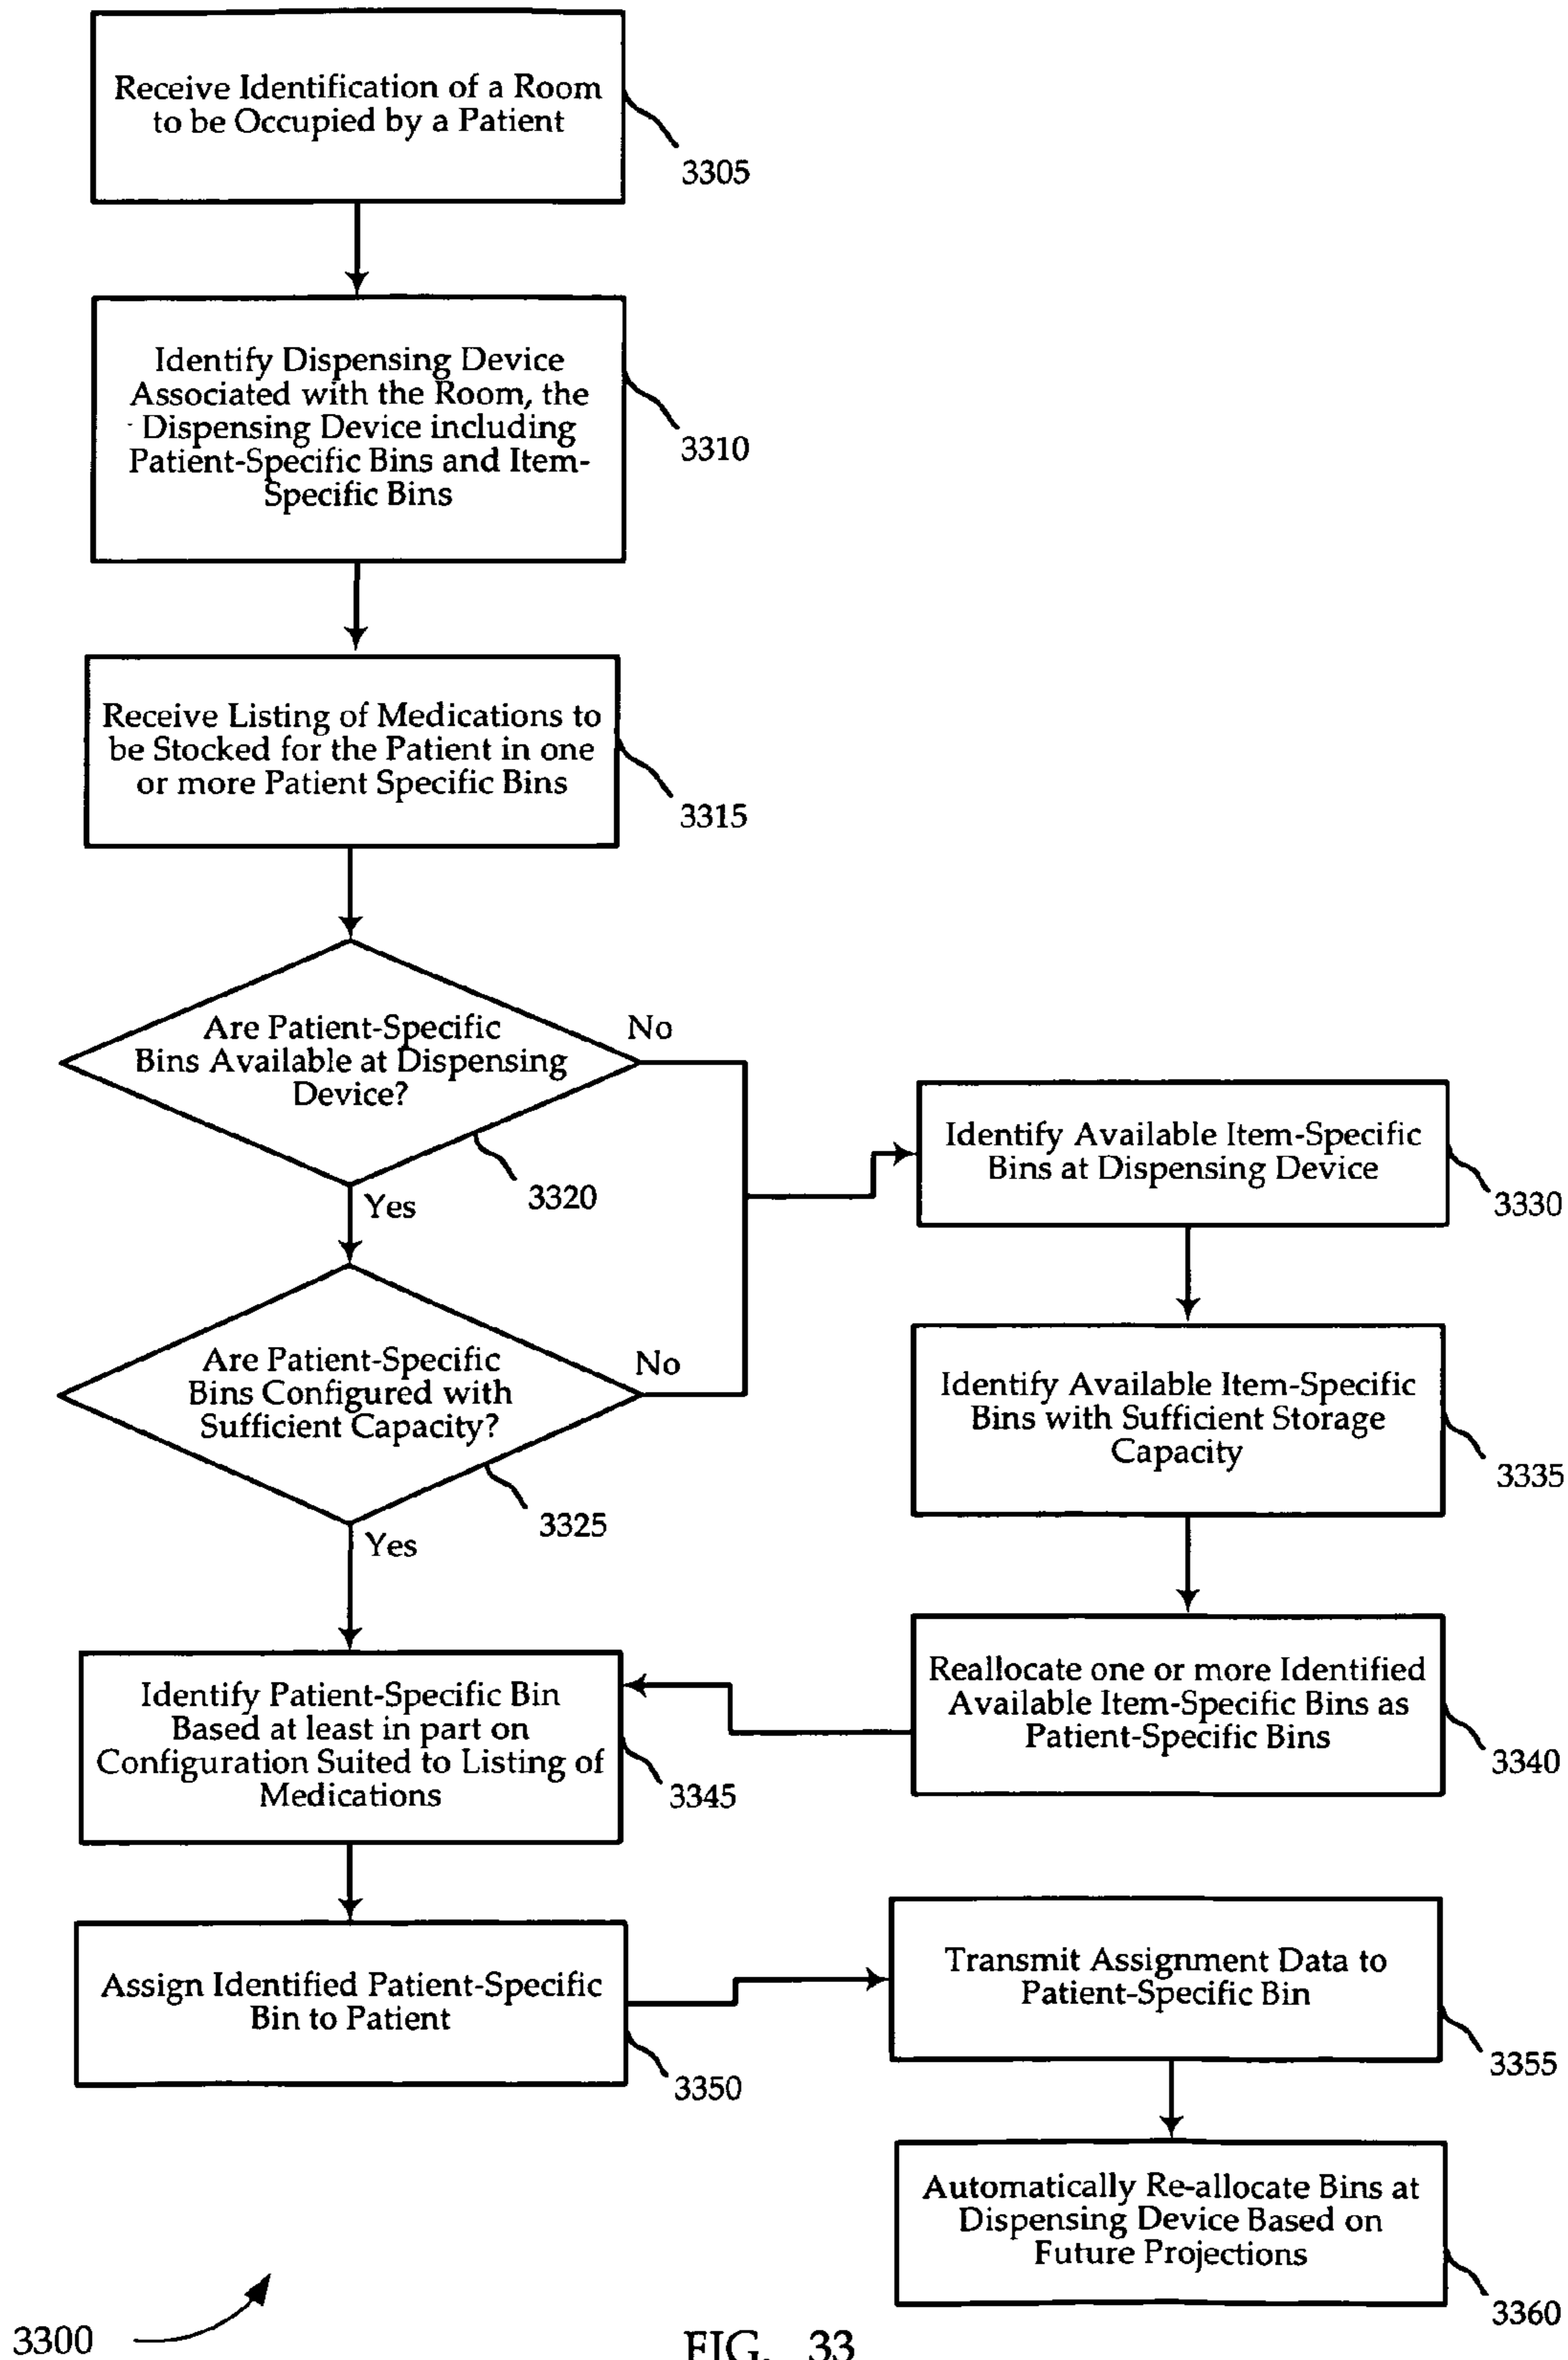 Receive Identification of a Room
to be Occupied by a Patient
3305
Identify Dispensing Device
Associated with the Room, the
Dispensing Device including
Patient-Specific Bins and Item-
Specific Bins
3310
Receive Listing of Medications to
be Stocked for the Patient in one
or more Patient Specific Bins
3315
Are Patient-Specific
Bins Available at Dispensing
Device?
No
3320
Yes
Are Patient-Specific
Bins Configured with
Sufficient Capacity?
No
3325
Yes
Identify Available Item-Specific
Bins at Dispensing Device
3330
Identify Available Item-Specific
Bins with Sufficient Storage
Capacity
3335
Reallocate one or more Identified
Available Item-Specific Bins as
Patient-Specific Bins
3340
Identify Patient-Specific Bin
Based at least in part on
Configuration Suited to Listing of
Medications
3345
Assign Identified Patient-Specific
Bin to Patient
3350
Transmit Assignment Data to
Patient-Specific Bin
3355
Automatically Re-allocate Bins at
Dispensing Device Based on
Future Projections
3360
3300
FIG. 33